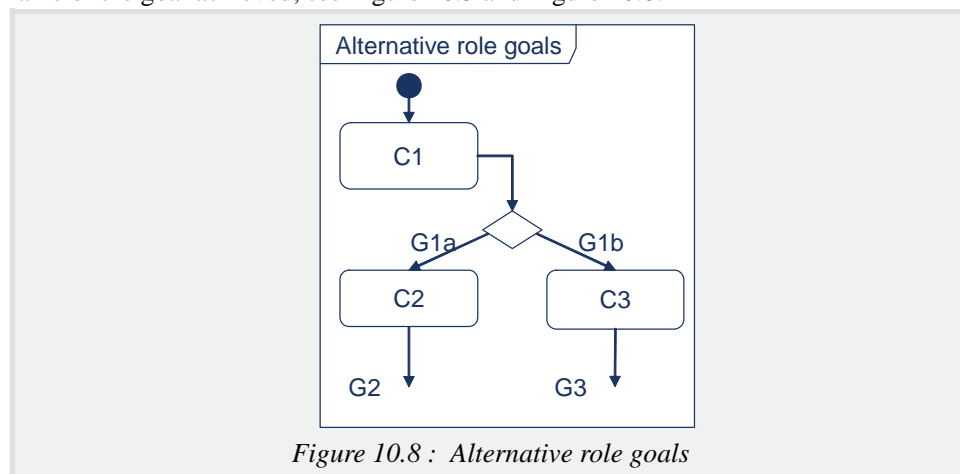 Alternative role goals
C1
G1a G1b
C2 C3
G2 G3
Figure 10.8 : Alternative role goals